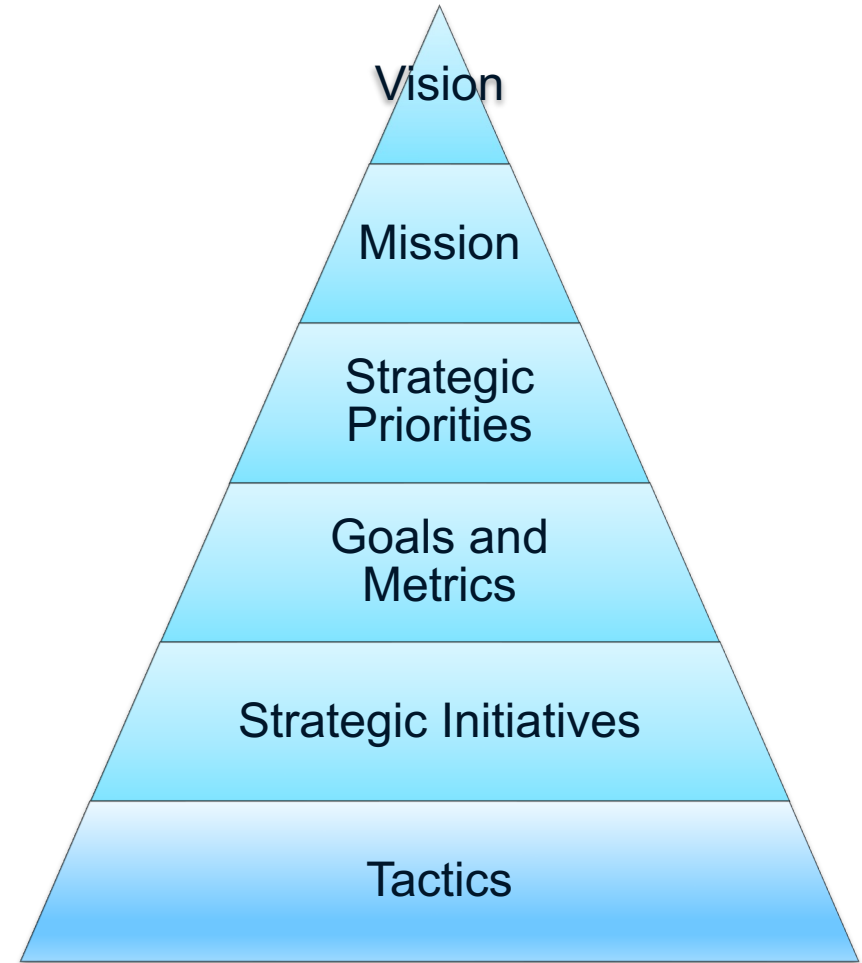 Vision
Mission
Strategic
Priorities
Goals and
Metrics
Strategic Initiatives
Tactics